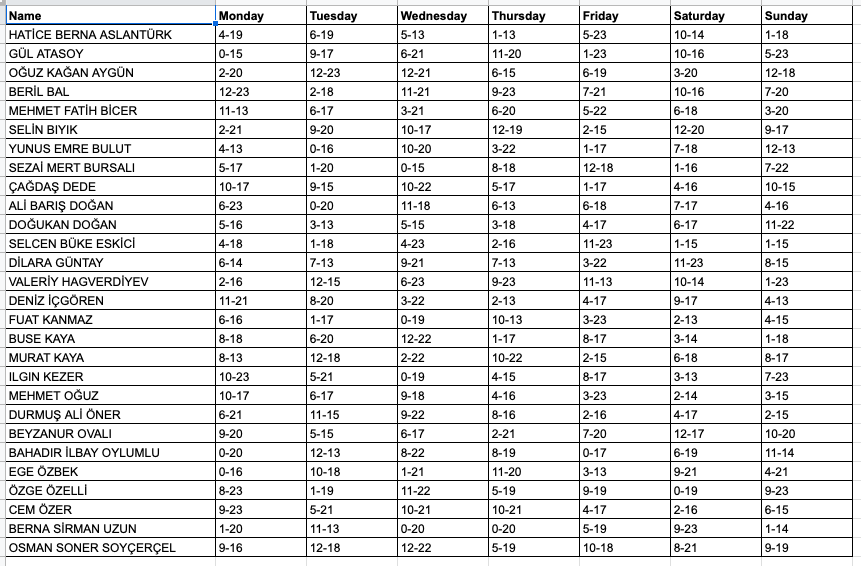 Name Monday Tuesday Wednesday Thursday Friday Saturday Sunday
HATİCE BERNA ASLANTÜRK 4-19 6-19 5-13 1-13 5-23 10-14 1-18
GÜL ATASOY 0-15 9-17 6-21 11-20 1-23 10-16 5-23
OĞUZ KAĞAN AYGÜN 2-20 12-23 12-21 6-15 6-19 3-20 12-18
BERİL BAL 12-23 2-18 11-21 9-23 7-21 10-16 7-20
MEHMET FATİH BİCER 11-13 6-17 3-21 6-20 5-22 6-18 3-20
SELİN BIYIK 2-21 9-20 10-17 12-19 2-15 12-20 9-17
YUNUS EMRE BULUT 4-13 0-16 10-20 3-22 1-17 7-18 12-13
SEZAİ MERT BURSALI 5-17 1-20 0-15 8-18 12-18 1-16 7-22
ÇAĞDAŞ DEDE 10-17 9-15 10-22 5-17 1-17 4-16 10-15
ALİ BARIŞ DOĞAN 6-23 0-20 11-18 6-13 6-18 7-17 4-16
DOĞUKAN DOĞAN 5-16 3-13 5-15 3-18 4-17 6-17 11-22
SELCEN BÜKE ESKİCİ 4-18 1-18 4-23 2-16 11-23 1-15 1-15
DİLARA GÜNTAY 6-14 7-13 9-21 7-13 3-22 11-23 8-15
VALERİY HAGVERDİYEV 2-16 12-15 6-23 9-23 11-13 10-14 1-23
DENİZ İÇGÖREN 11-21 8-20 3-22 2-13 4-17 9-17 4-13
FUAT KANMAZ 6-16 1-17 0-19 10-13 3-23 2-13 4-15
BUSE KAYA 8-18 6-20 12-22 1-17 8-17 3-14 1-18
MURAT KAYA 8-13 12-18 2-22 10-22 2-15 6-18 8-17
ILGIN KEZER 10-23 5-21 0-19 4-15 8-17 3-13 7-23
MEHMET OĞUZ 10-17 6-17 9-18 4-16 3-23 2-14 3-15
DURMUŞ ALİ ÖNER 6-21 11-15 9-22 8-16 2-16 4-17 2-15
BEYZANUR OVALI 9-20 5-15 6-17 2-21 7-20 12-17 10-20
BAHADIR İLBAY OYLUMLU 0-20 12-13 8-22 8-19 0-17 6-19 11-14
EGE ÖZBEK 0-16 10-18 1-21 11-20 3-13 9-21 4-21
ÖZGE ÖZELLİ 8-23 1-19 11-22 5-19 9-19 0-19 9-23
CEM ÖZER 9-23 5-21 10-21 10-21 4-17 2-16 6-15
BERNA SİRMAN UZUN 1-20 11-13 0-20 0-20 5-19 9-23 1-14
OSMAN SONER SOYÇERÇEL 9-16 12-18 12-22 5-19 10-18 8-21 9-19